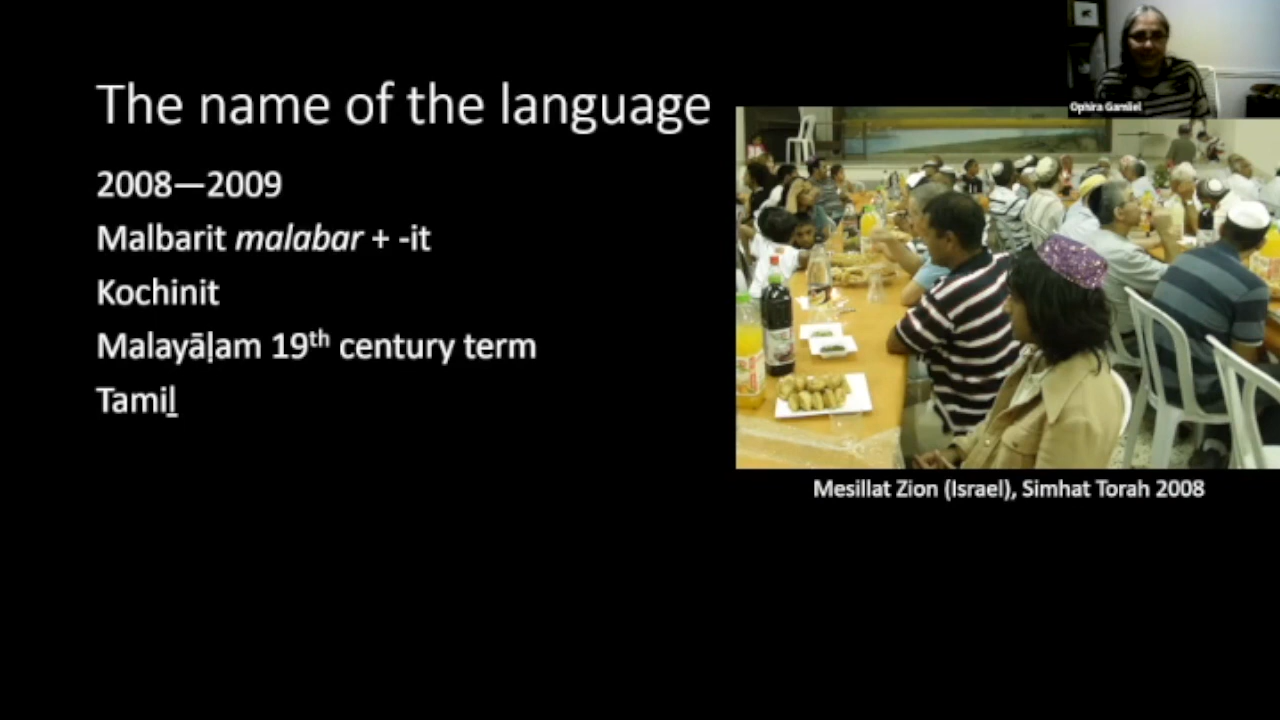 The name of the language
2008—2009
Malbarit malabar + -it
Kochinit
Malayāḷam 19th century term
Tamiḻ
Ophira Gamliel
Mesillat Zion (Israel), Simhat Torah 2008